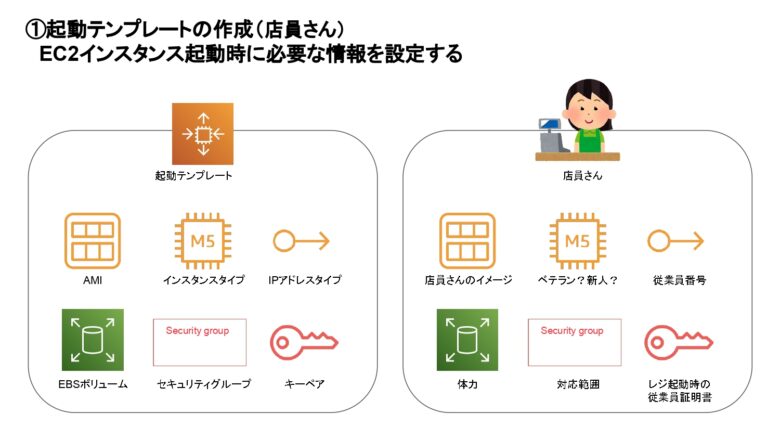 ①起動テンプレートの作成（店員さん）
EC2インスタンス起動時に必要な情報を設定する
起動テンプレート
M5
AMI
インスタンスタイプ
IPアドレスタイプ
Security group
EBSボリューム
セキュリティグループ
キーペア
店員さん
M5
店員さんのイメージ
ベテラン？新人？
従業員番号
Security group
体力
対応範囲
レジ起動時の
従業員証明書